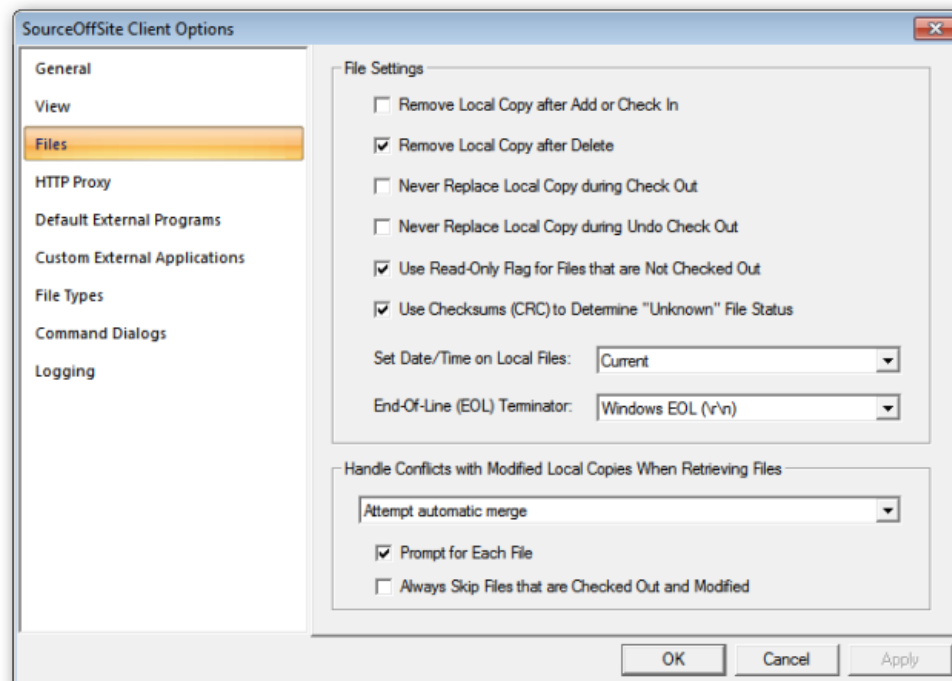 SourceOffSite Client Options
General
View
Files
HTTP Proxy
Default External Programs
Custom External Applications
File Types
Command Dialogs
Logging
File Settings
Remove Local Copy after Add or Check In
Remove Local Copy after Delete
Never Replace Local Copy during Check Out
Never Replace Local Copy during Undo Check Out
Use Read-Only Flag for Files that are Not Checked Out
Use Checksums (CRC) to Determine "Unknown" File Status
Set Date/Time on Local Files: Current
End-Of-Line (EOL) Terminator: Windows EOL (\r\n)
Handle Conflicts with Modified Local Copies When Retrieving Files
Attempt automatic merge
Prompt for Each File
Always Skip Files that are Checked Out and Modified
OK Cancel Apply